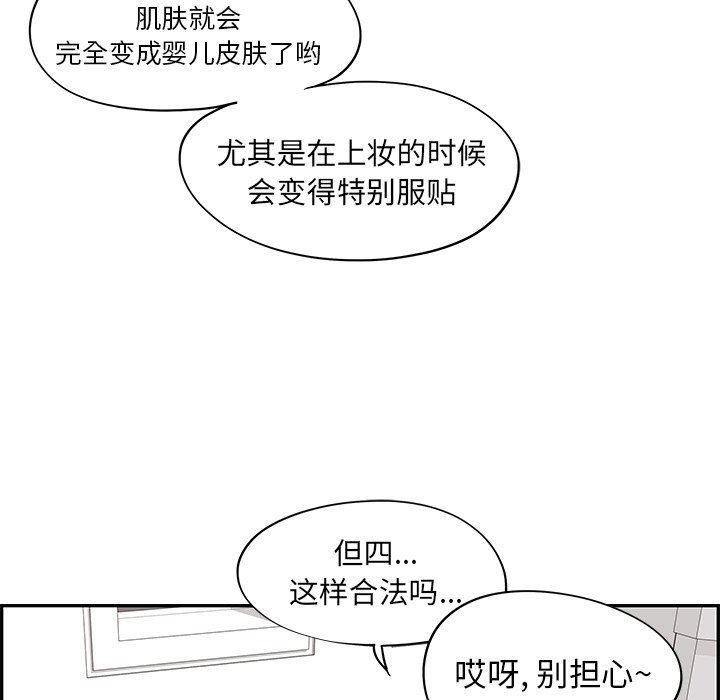 肌肤就会
完全变成婴儿皮肤了哟
尤其是在上妆的时候
会变得特别服贴
但四...
这样合法吗...
哎呀, 别担心~